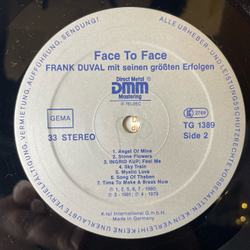 ALLE URHEBER- UND LEISTUNGSSCHUTZRECHTE VORBEHALTEN. KEIN VERLEIH! KEINE UNERLAUBTE VERVIELFÄLTIGUNG, VERMIETUNG, AUFFÜHRUNG, SENDUNG!
Face To Face
FRANK DUVAL mit seinen größten Erfolgen
Direct Metal
DMM
Mastering
GEMA
33 STEREO
TG 1389
Side 2
1. Angel Of Mine
2. Stone Flowers
3. INGRID KUP; Feel Me
4. Sky Train
5. Mystic Love
6. Song Of Theben
7. Time To Make A Break Now
K-tel International G.m.b.H.
Made in Germany